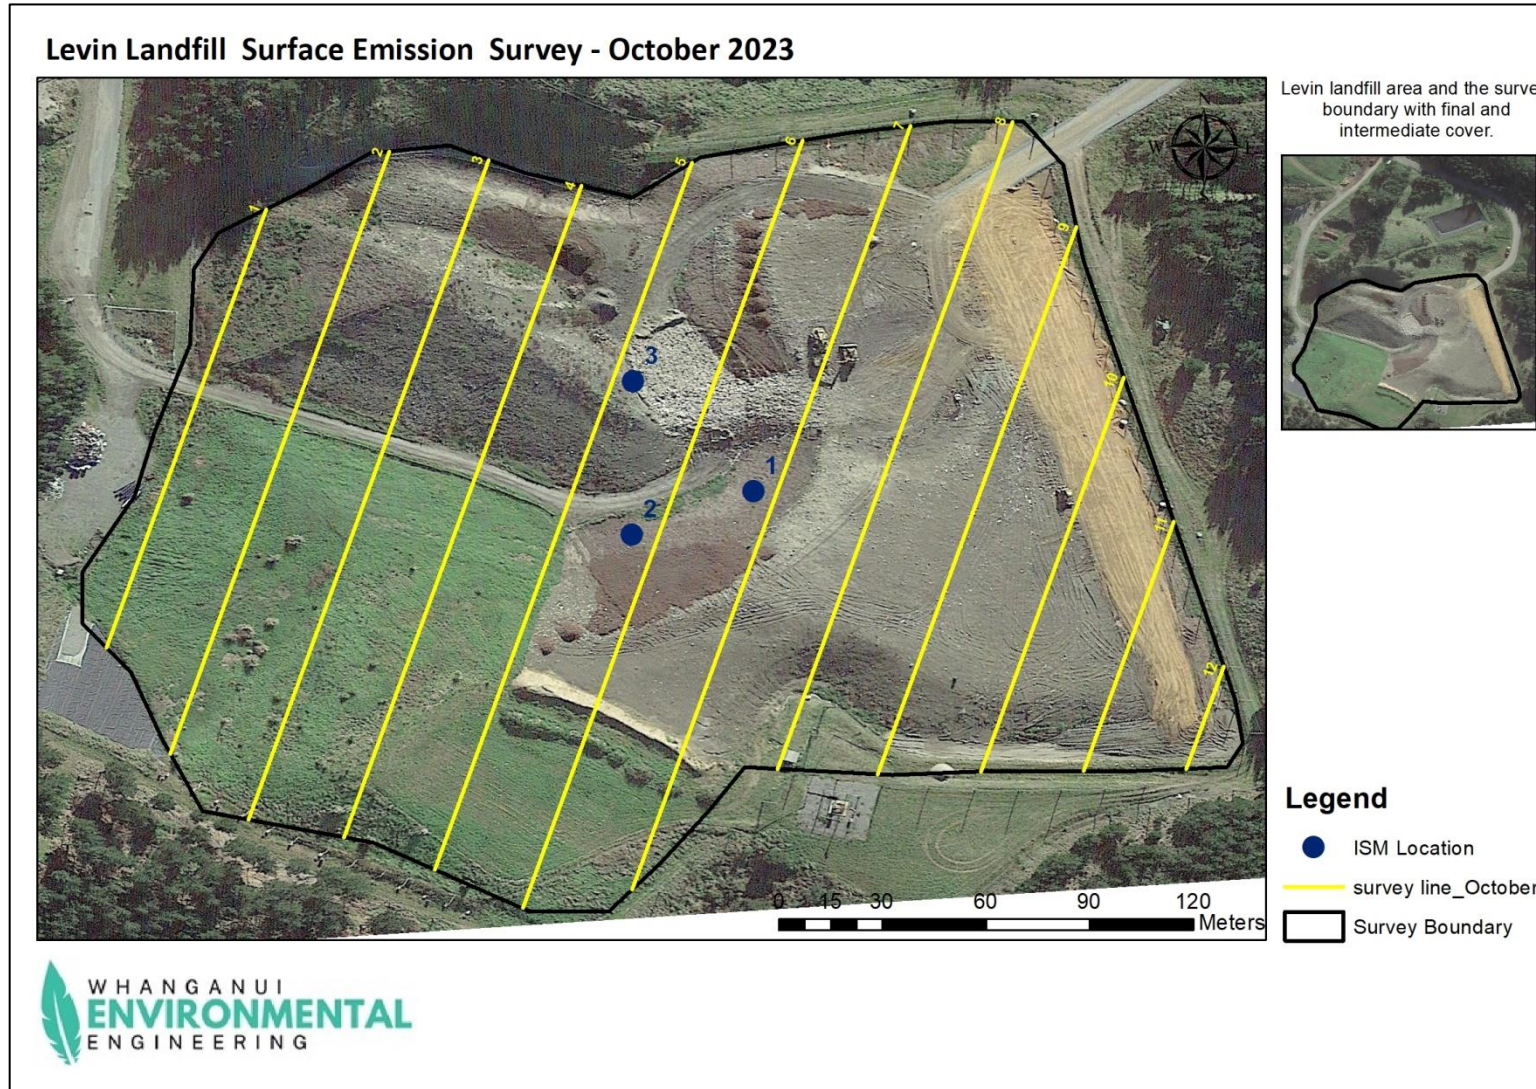 Levin Landfill Surface Emission Survey - October 2023
Levin landfill area and the surve
boundary with final and
intermediate cover.
N
W
E
S
1
2
3
4
5
6
7
8
9
10
11
12
3
1
2
0 15 30 60 90 120
Meters
Legend
ISM Location
survey line_October
Survey Boundary
WHANGANUI
ENVIRONMENTAL
ENGINEERING